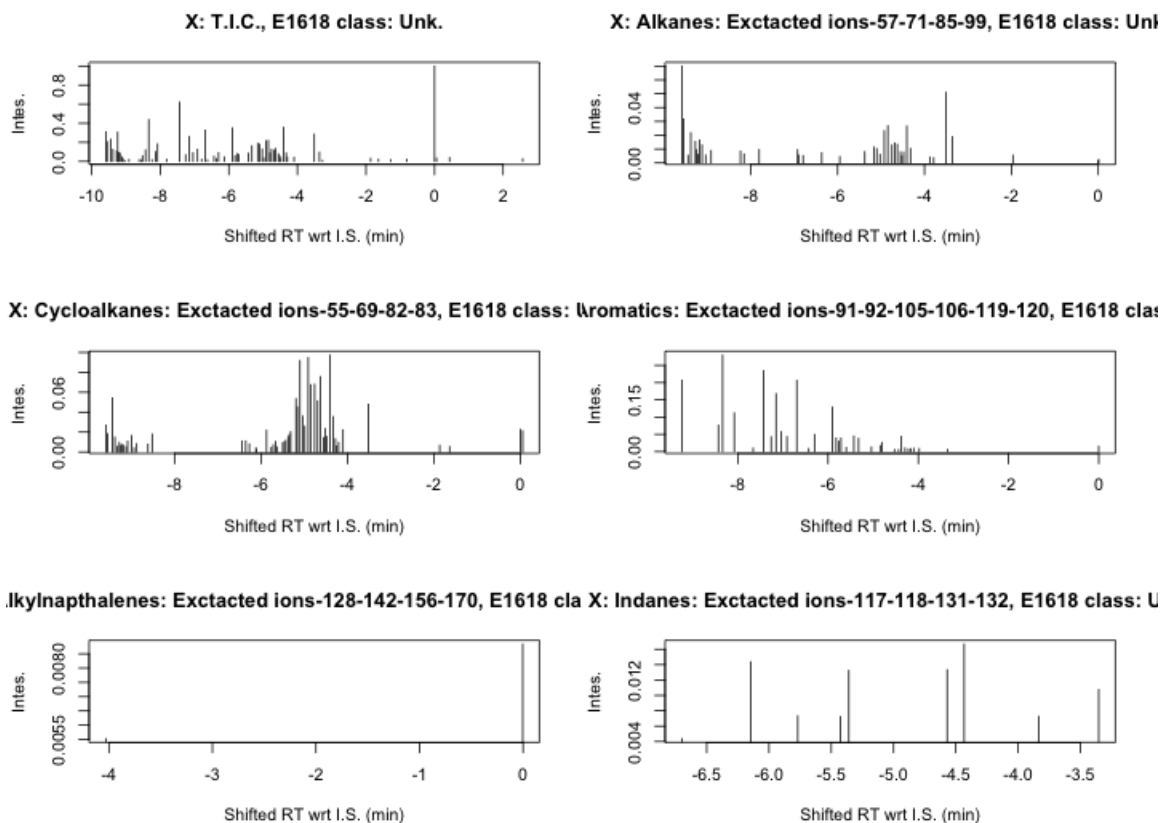 X: T.I.C., E1618 class: Unk.
Intes.
0.0 0.4 0.8
-10 -8 -6 -4 -2 0 2
Shifted RT wrt I.S. (min)
X: Alkanes: Exctacted ions-57-71-85-99, E1618 class: Unk
Intes.
0.00 0.04
-8 -6 -4 -2 0
Shifted RT wrt I.S. (min)
X: Cycloalkanes: Exctacted ions-55-69-82-83, E1618 class: U
Intes.
0.00 0.06
-8 -6 -4 -2 0
Shifted RT wrt I.S. (min)
Aromatics: Exctacted ions-91-92-105-106-119-120, E1618 clas
Intes.
0.00 0.15
-8 -6 -4 -2 0
Shifted RT wrt I.S. (min)
lkylnapthalenes: Exctacted ions-128-142-156-170, E1618 cla
Intes.
0.0055 0.0080
-4 -3 -2 -1 0
Shifted RT wrt I.S. (min)
X: Indanes: Exctacted ions-117-118-131-132, E1618 class: U
Intes.
0.004 0.012
-6.5 -6.0 -5.5 -5.0 -4.5 -4.0 -3.5
Shifted RT wrt I.S. (min)